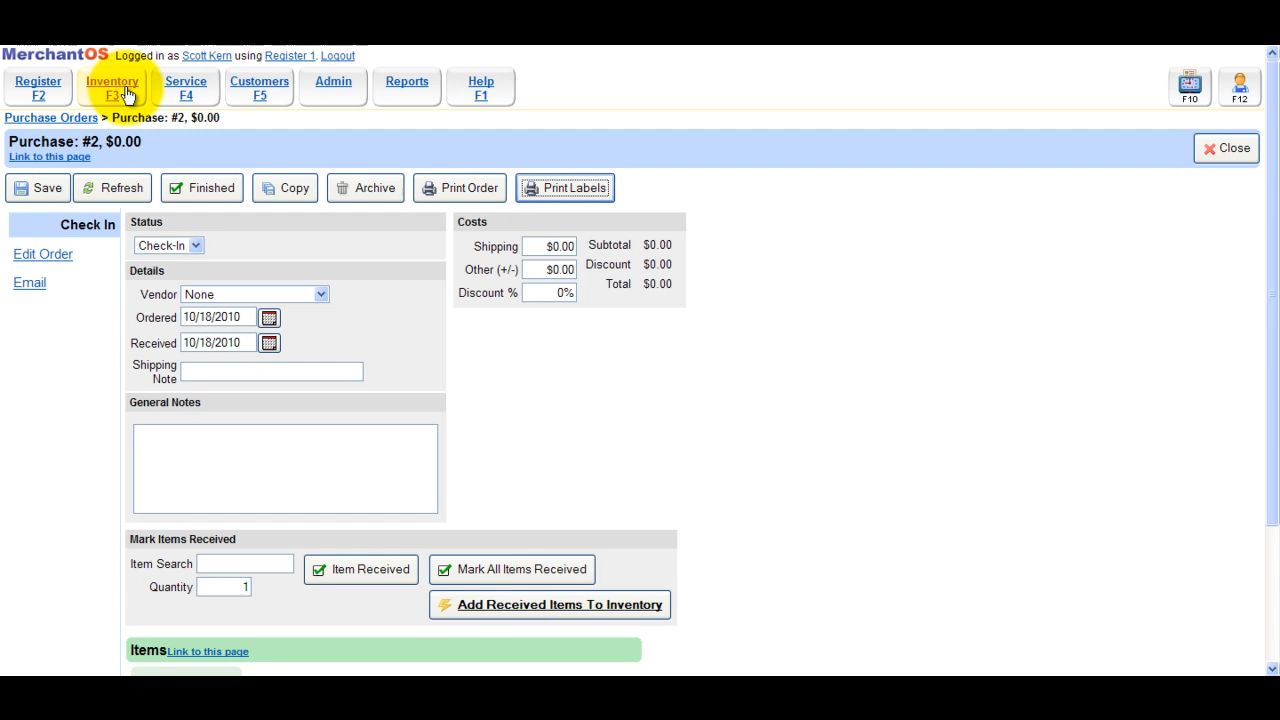 MerchantOS Logged in as Scott Kern using Register 1. Logout
Register F2 Inventory F3 Service F4 Customers F5 Admin Reports Help F1 F10 F12
Purchase Orders > Purchase: #2, $0.00
Purchase: #2, $0.00
Link to this page
Close
Save Refresh Finished Copy Archive Print Order Print Labels
Check In
Edit Order
Email
Status
Check-In
Details
Vendor None
Ordered 10/18/2010
Received 10/18/2010
Shipping Note
General Notes
Costs
Shipping $0.00 Subtotal $0.00
Other (+/-) $0.00 Discount $0.00
Discount % 0% Total $0.00
Mark Items Received
Item Search Item Received Mark All Items Received
Quantity 1
Add Received Items To Inventory
Items Link to this page